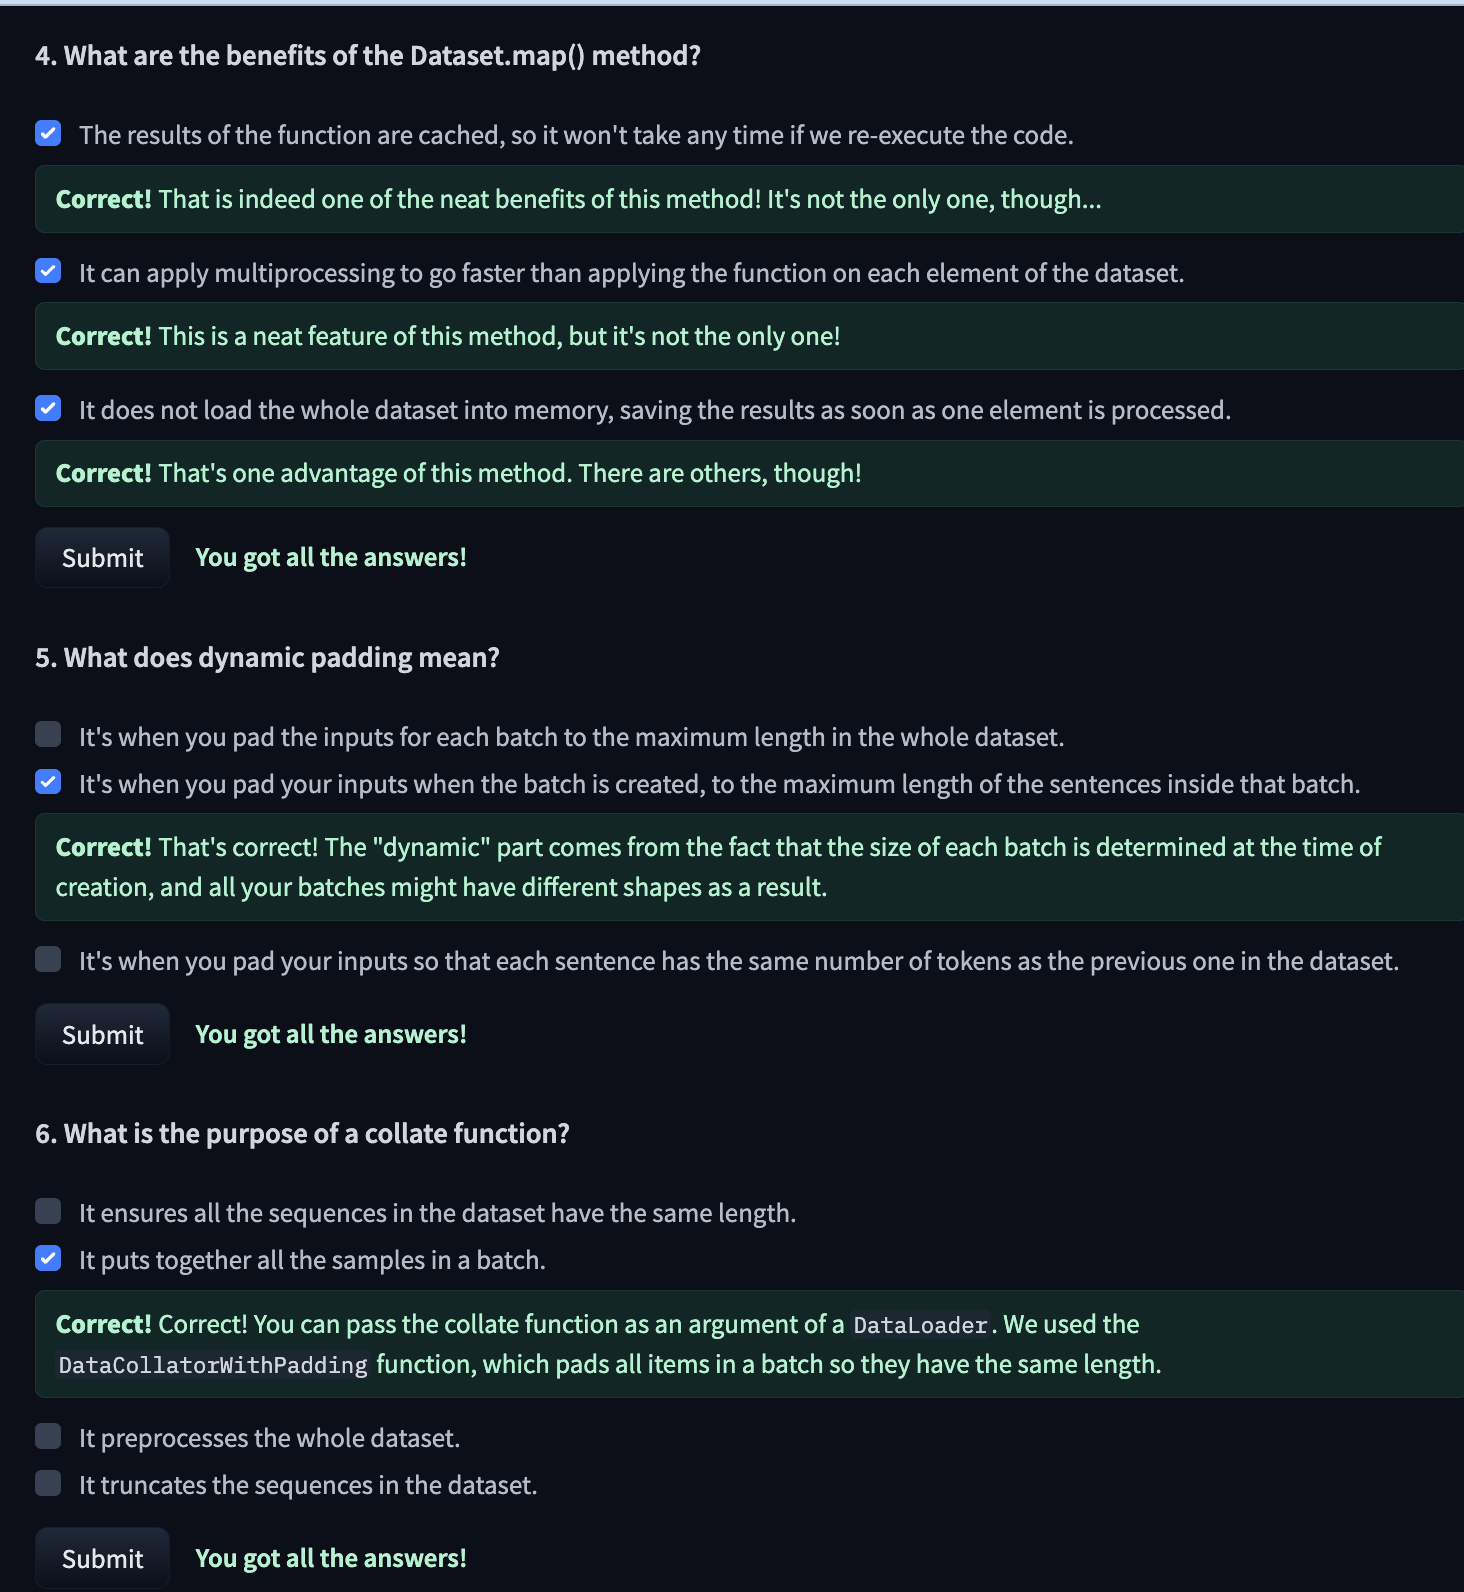 4. What are the benefits of the Dataset.map() method?
The results of the function are cached, so it won't take any time if we re-execute the code.
Correct! That is indeed one of the neat benefits of this method! It's not the only one, though...
It can apply multiprocessing to go faster than applying the function on each element of the dataset.
Correct! This is a neat feature of this method, but it's not the only one!
It does not load the whole dataset into memory, saving the results as soon as one element is processed.
Correct! That's one advantage of this method. There are others, though!
Submit You got all the answers!
5. What does dynamic padding mean?
It's when you pad the inputs for each batch to the maximum length in the whole dataset.
It's when you pad your inputs when the batch is created, to the maximum length of the sentences inside that batch.
Correct! That's correct! The "dynamic" part comes from the fact that the size of each batch is determined at the time of
creation, and all your batches might have different shapes as a result.
It's when you pad your inputs so that each sentence has the same number of tokens as the previous one in the dataset.
Submit You got all the answers!
6. What is the purpose of a collate function?
It ensures all the sequences in the dataset have the same length.
It puts together all the samples in a batch.
Correct! Correct! You can pass the collate function as an argument of a DataLoader. We used the
DataCollatorWithPadding function, which pads all items in a batch so they have the same length.
It preprocesses the whole dataset.
It truncates the sequences in the dataset.
Submit You got all the answers!